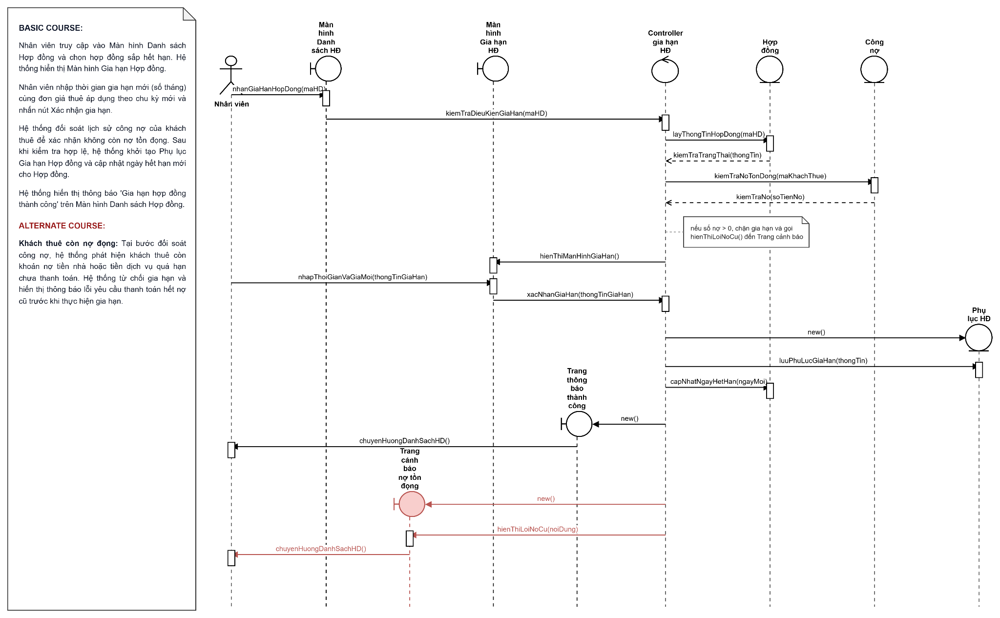 BASIC COURSE:
Nhân viên truy cập vào Màn hình Danh sách
Hợp đồng và chọn hợp đồng sắp hết hạn. Hệ
thống hiển thị Màn hình Gia hạn Hợp đồng.
Nhân viên nhập thời gian gia hạn mới (số tháng)
cùng đơn giá thuê áp dụng theo chu kỳ mới và
nhấn nút Xác nhận gia hạn.
Hệ thống đối soát lịch sử công nợ của khách
thuê để xác nhận không còn nợ tồn đọng. Sau
khi kiểm tra hợp lệ, hệ thống khởi tạo Phụ lục
Gia hạn Hợp đồng và cập nhật ngày hết hạn mới
cho Hợp đồng.
Hệ thống hiển thị thông báo 'Gia hạn hợp đồng
thành công' trên Màn hình Danh sách Hợp đồng.
ALTERNATE COURSE:
Khách thuê còn nợ đọng: Tại bước đối soát
công nợ, hệ thống phát hiện khách thuê còn
khoản nợ tiền nhà hoặc tiền dịch vụ quá hạn
chưa thanh toán. Hệ thống từ chối gia hạn và
hiển thị thông báo lỗi yêu cầu thanh toán hết nợ
cũ trước khi thực hiện gia hạn.
Màn
hình
Danh
sách HĐ
Màn
hình
Gia hạn
HĐ
Controller
gia hạn
HĐ
Hợp
đồng
Công
nợ
nhanGiaHanHopDong(maHD)
Nhân viên
kiemTraDieuKienGiaHan(maHD)
layThongTinHopDong(maHD)
kiemTraTrangThai(thongTin)
kiemTraNoTonDong(maKhachThue)
kiemTraNo(soTienNo)
nếu số nợ > 0, chặn gia hạn và gọi
hienThiLoiNoCu() đến Trang cảnh báo
hienThiManHinhGiaHan()
nhapThoiGianVaGiaMoi(thongTinGiaHan)
xacNhanGiaHan(thongTinGiaHan)
Phụ
lục HĐ
new()
luuPhuLucGiaHan(thongTin)
Trang
thông
báo
thành
công
capNhatNgayHetHan(ngayMoi)
new()
chuyenHuongDanhSachHD()
Trang
cảnh
báo
nợ tồn
đọng
new()
hienThiLoiNoCu(noiDung)
chuyenHuongDanhSachHD()